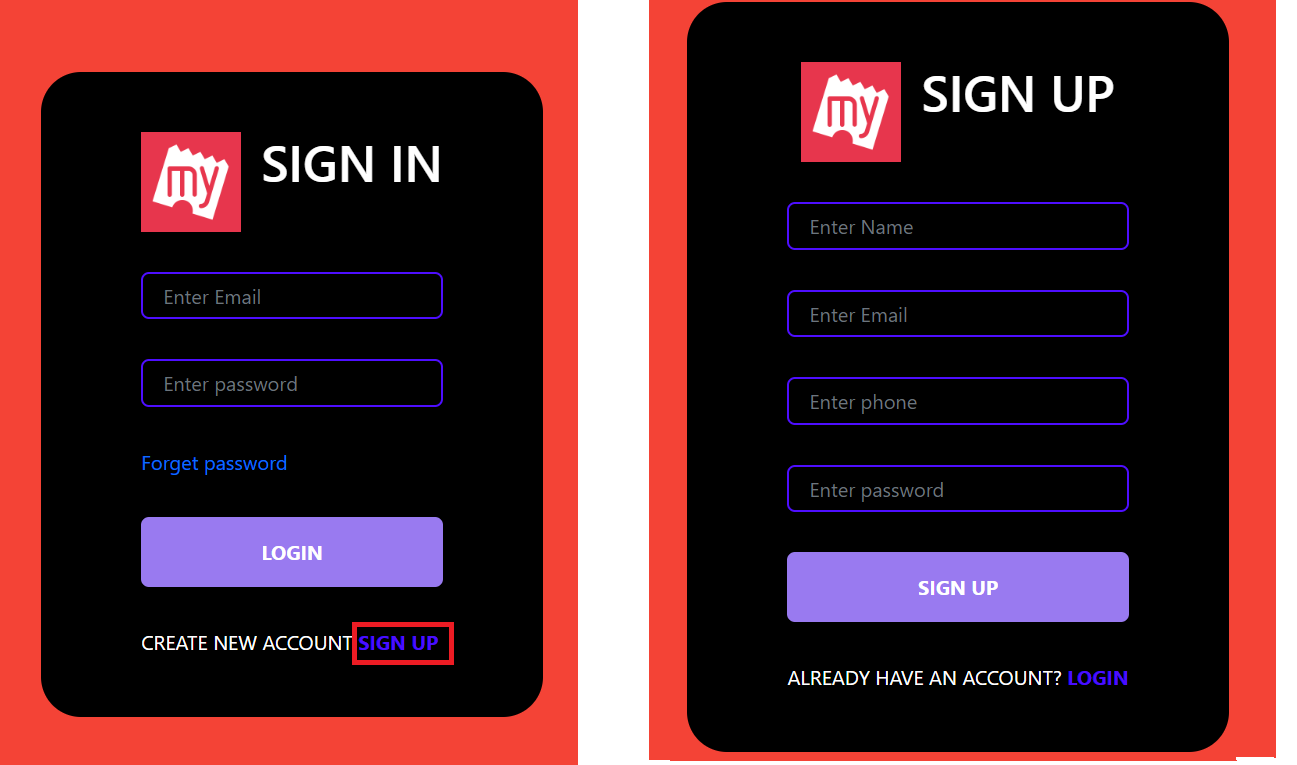 my
SIGN IN
Enter Email
Enter password
Forget password
LOGIN
CREATE NEW ACCOUNT SIGN UP
my
SIGN UP
Enter Name
Enter Email
Enter phone
Enter password
SIGN UP
ALREADY HAVE AN ACCOUNT? LOGIN